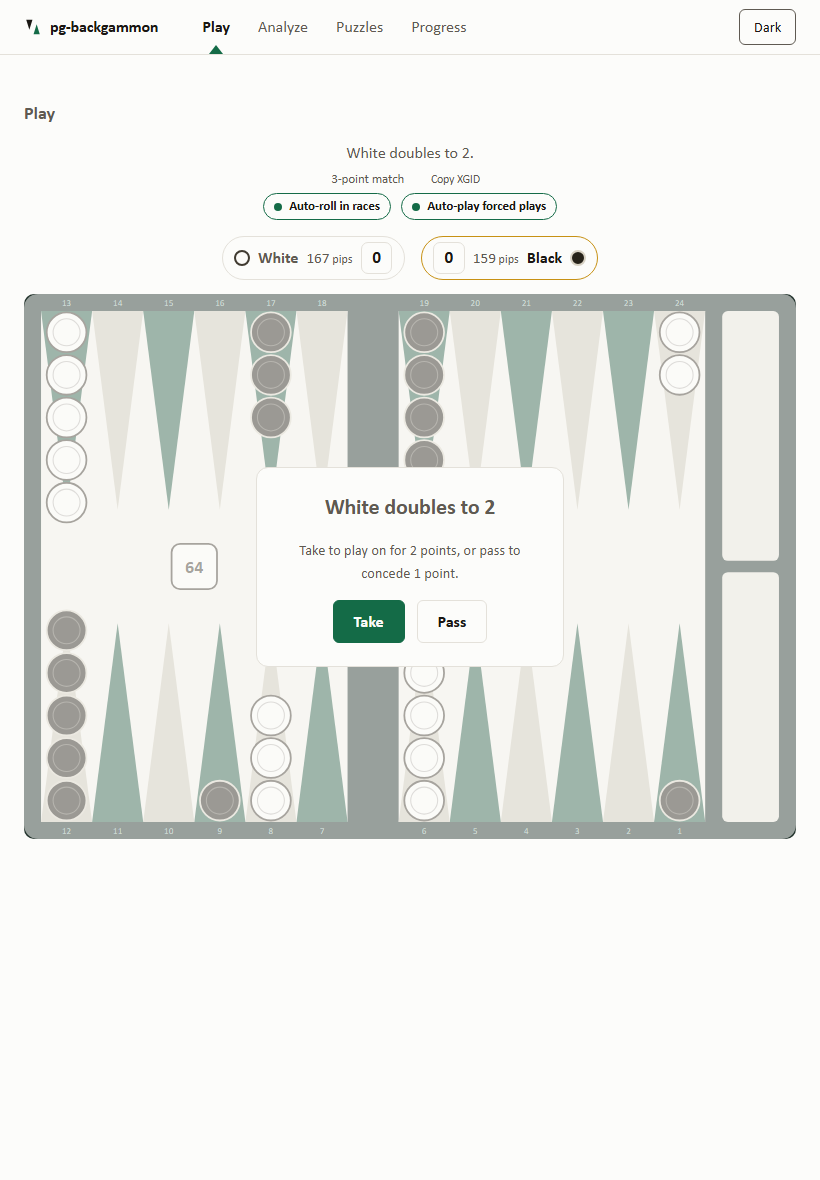 pg-backgammon Play Analyze Puzzles Progress Dark
Play
White doubles to 2.
3-point match Copy XGID
Auto-roll in races Auto-play forced plays
White 167 pips 0 0 159 pips Black
13 14 15 16 17 18 19 20 21 22 23 24
White doubles to 2
Take to play on for 2 points, or pass to
concede 1 point.
64
Take Pass
12 11 10 9 8 7 6 5 4 3 2 1